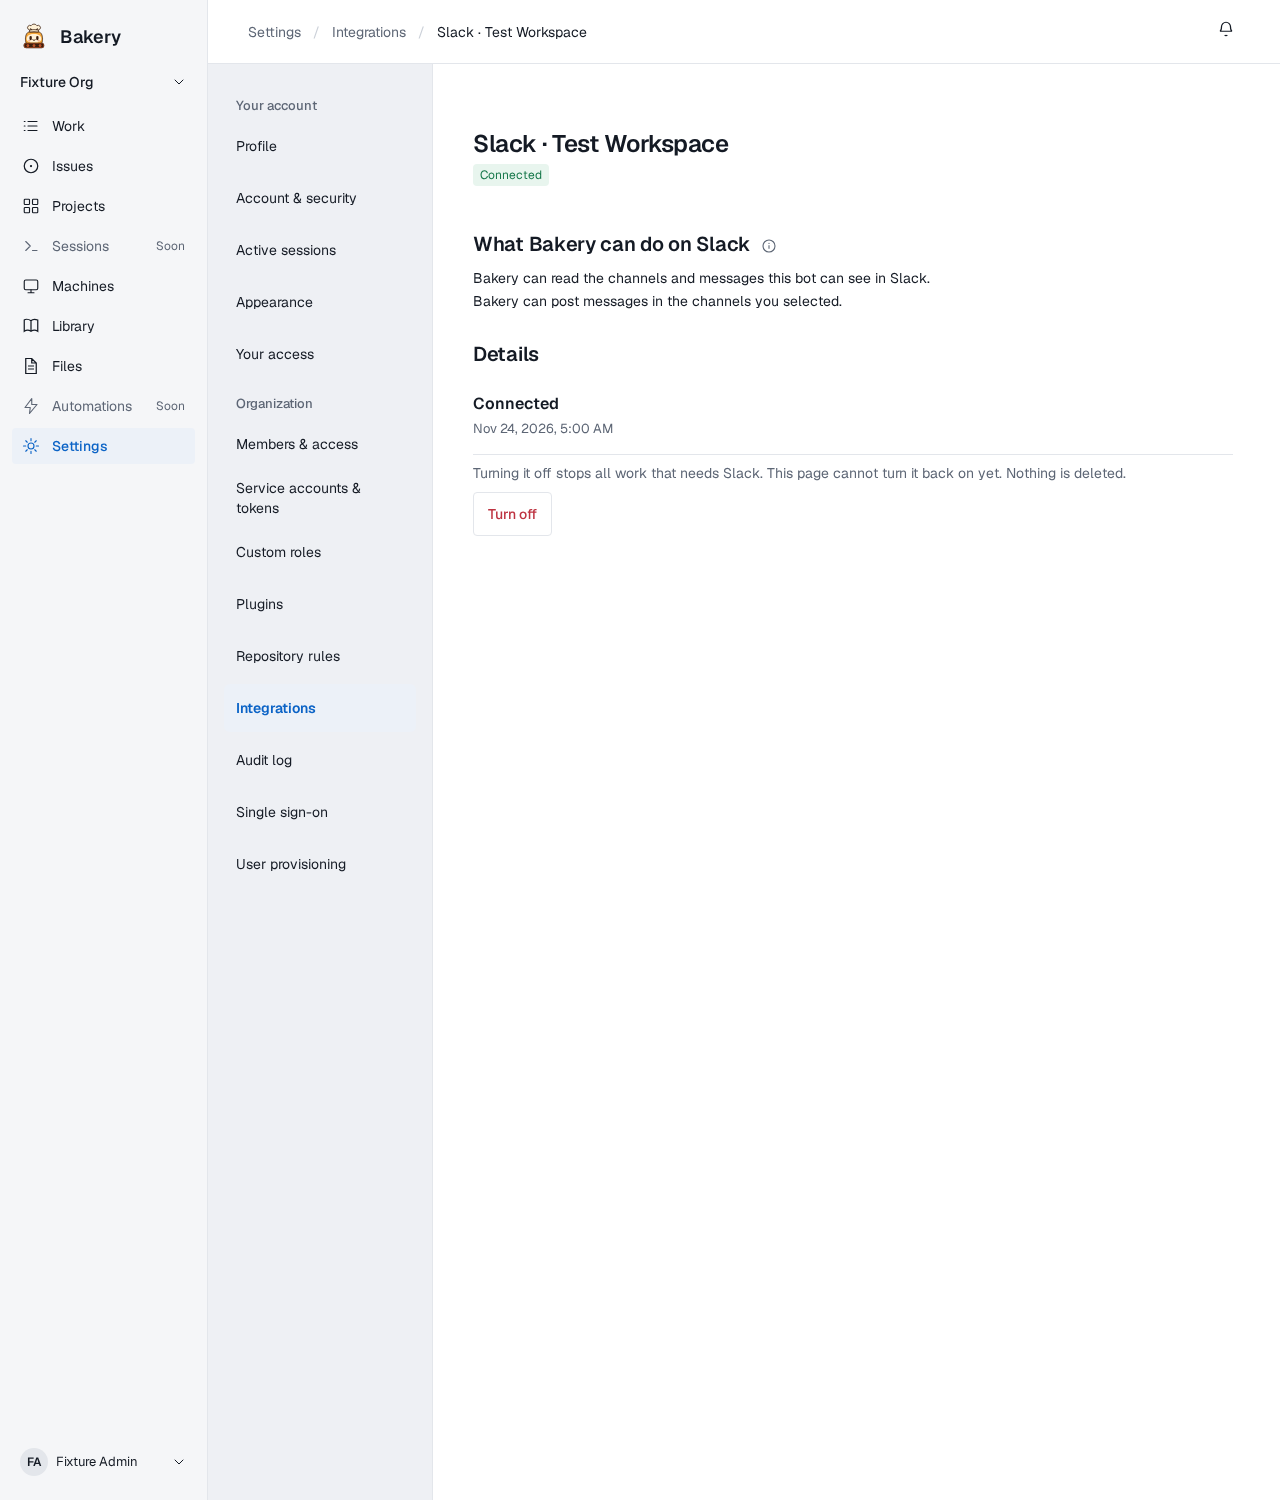 Bakery
Fixture Org
Work
Issues
Projects
Sessions Soon
Machines
Library
Files
Automations Soon
Settings
FA Fixture Admin
Settings / Integrations / Slack · Test Workspace
Your account
Profile
Account & security
Active sessions
Appearance
Your access
Organization
Members & access
Service accounts &
tokens
Custom roles
Plugins
Repository rules
Integrations
Audit log
Single sign-on
User provisioning
Slack · Test Workspace
Connected
What Bakery can do on Slack
Bakery can read the channels and messages this bot can see in Slack.
Bakery can post messages in the channels you selected.
Details
Connected
Nov 24, 2026, 5:00 AM
Turning it off stops all work that needs Slack. This page cannot turn it back on yet. Nothing is deleted.
Turn off